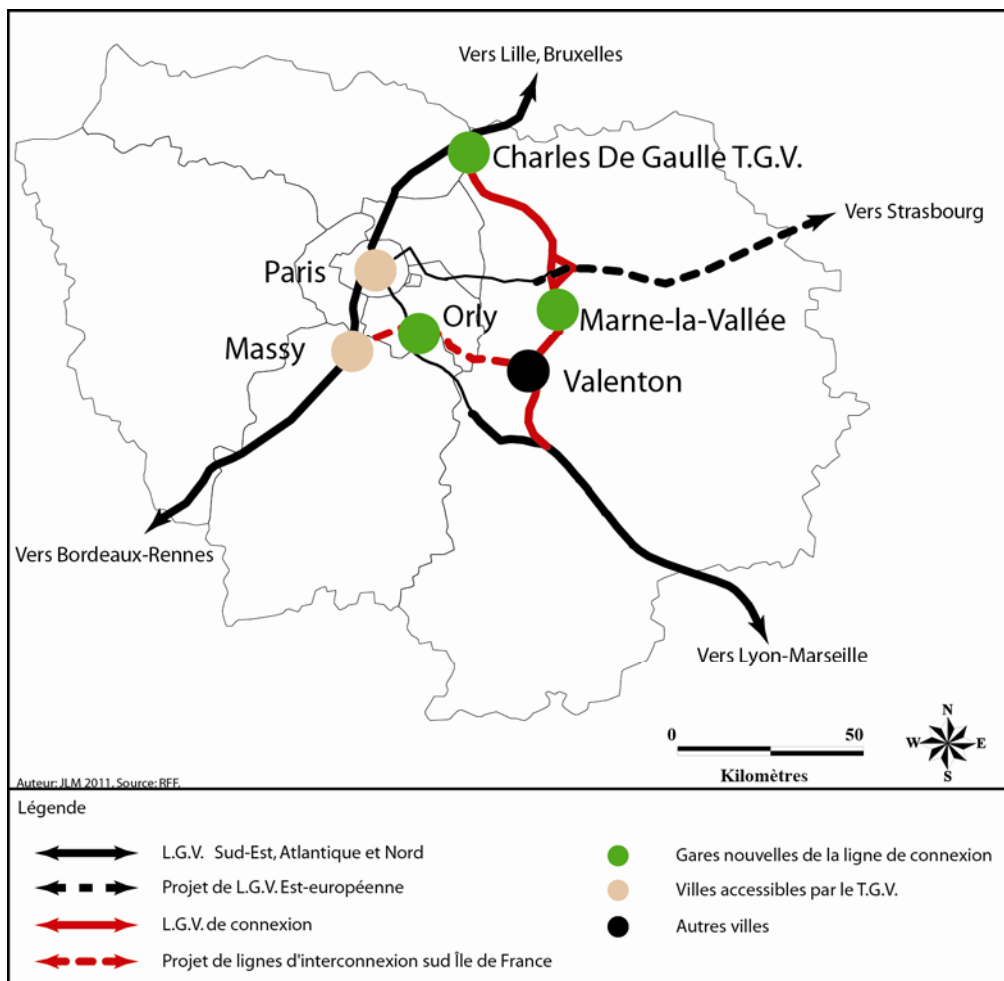 Vers Lille, Bruxelles
Charles De Gaulle T.G.V.
Vers Strasbourg
Paris
Orly
Marne-la-Vallée
Massy
Valenton
Vers Bordeaux-Rennes
Vers Lyon-Marseille
0 50
Kilomètres
N
W E
S
Auteur: JLM 2011. Source: RFF.
Légende
L.G.V. Sud-Est, Atlantique et Nord
Projet de L.G.V. Est-européenne
L.G.V. de connexion
Projet de lignes d'interconnexion sud Île de France
Gares nouvelles de la ligne de connexion
Villes accessibles par le T.G.V.
Autres villes